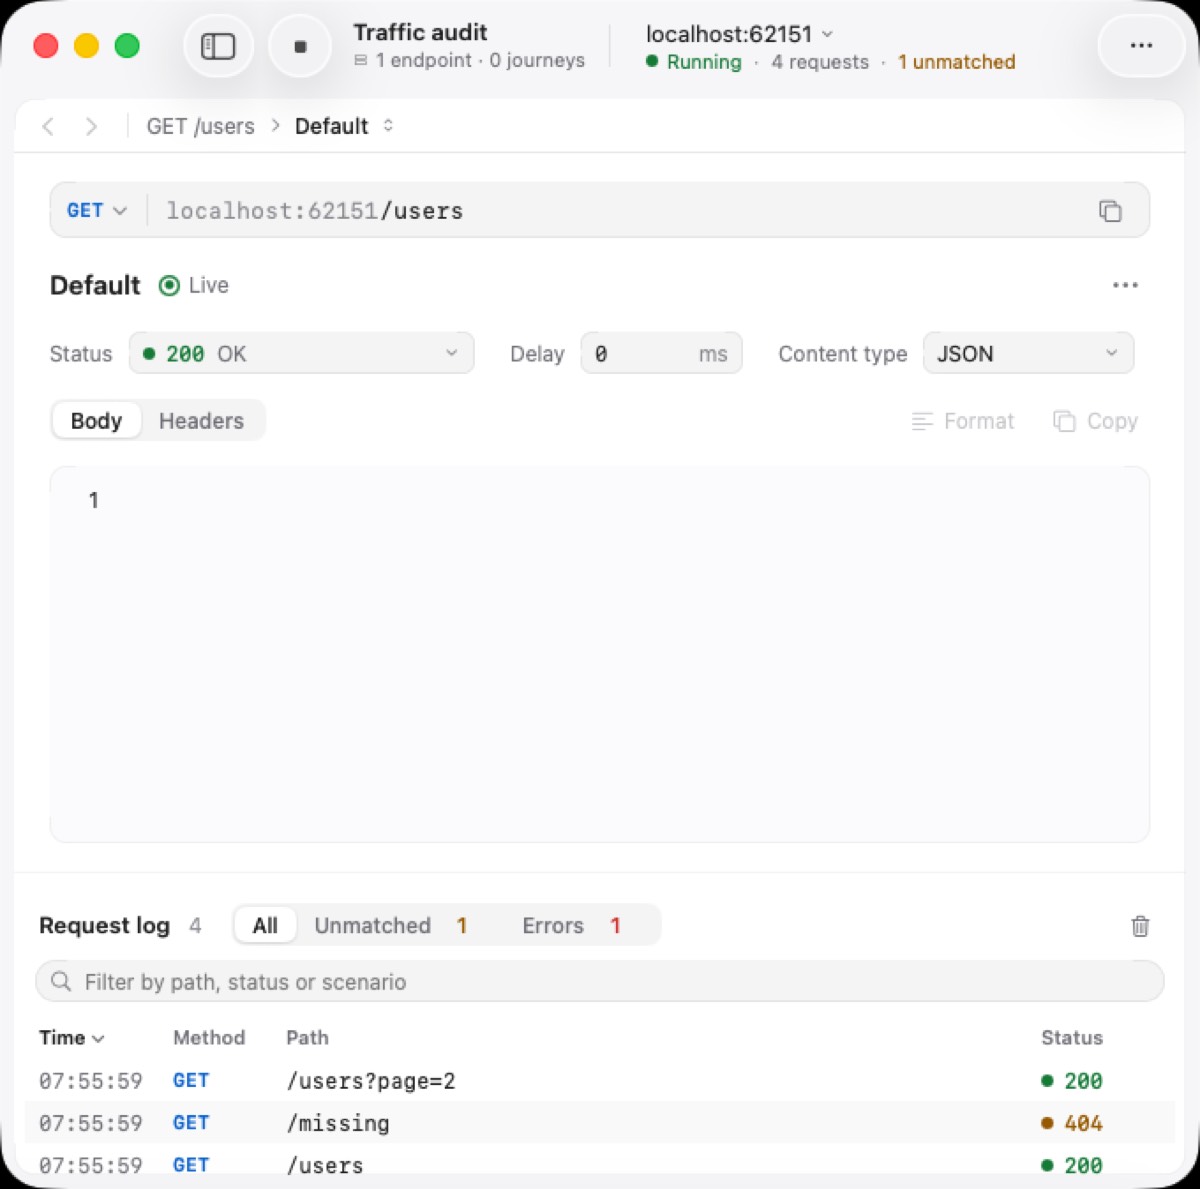 Traffic audit
1 endpoint · 0 journeys
localhost:62151
Running · 4 requests · 1 unmatched
GET /users > Default
GET localhost:62151/users
Default Live
Status 200 OK Delay 0 ms Content type JSON
Body Headers Format Copy
1
Request log 4 All Unmatched 1 Errors 1
Filter by path, status or scenario
Time Method Path Status
07:55:59 GET /users?page=2 200
07:55:59 GET /missing 404
07:55:59 GET /users 200